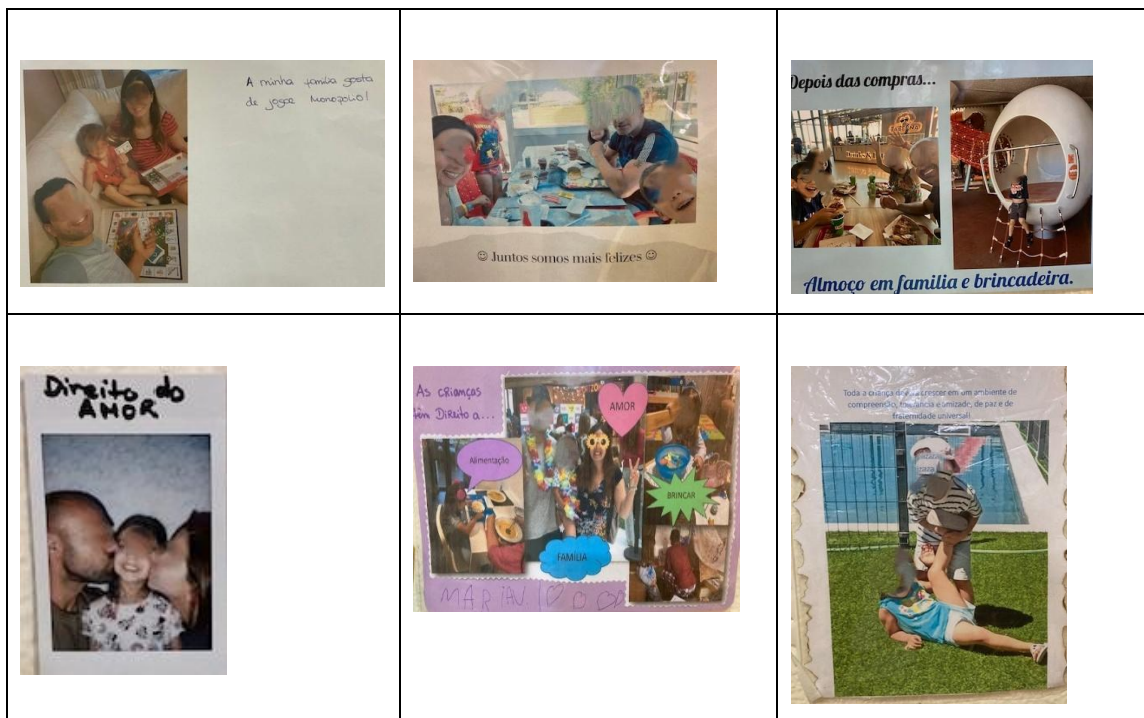 A minha família gosta
de jogar Monopólio!
☺ Juntos somos mais felizes ☺
Depois das compras...
Almoço em familia e brincadeira.
Direito do
AMOR
As crianças
têm Direito a...
AMOR
Alimentação
BRINCAR
FAMÍLIA
Toda a criança deverá crescer em um ambiente de
compreensão, tolerância e amizade, de paz e de
fraternidade universal!